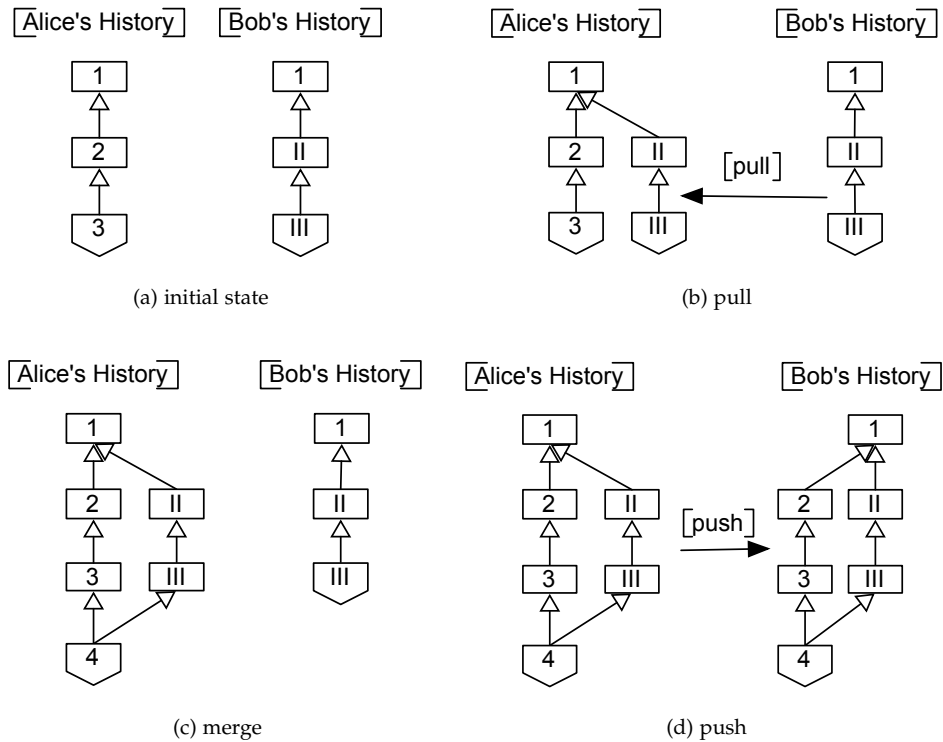 Alice's History Bob's History
1 1
2 II
3 III
(a) initial state
Alice's History Bob's History
1 1
2 II II
[pull]
3 III III
(b) pull
Alice's History Bob's History
1 1
2 II II
3 III III
4
(c) merge
Alice's History Bob's History
1 1
2 II 2 II
[push]
3 III 3 III
4 4
(d) push